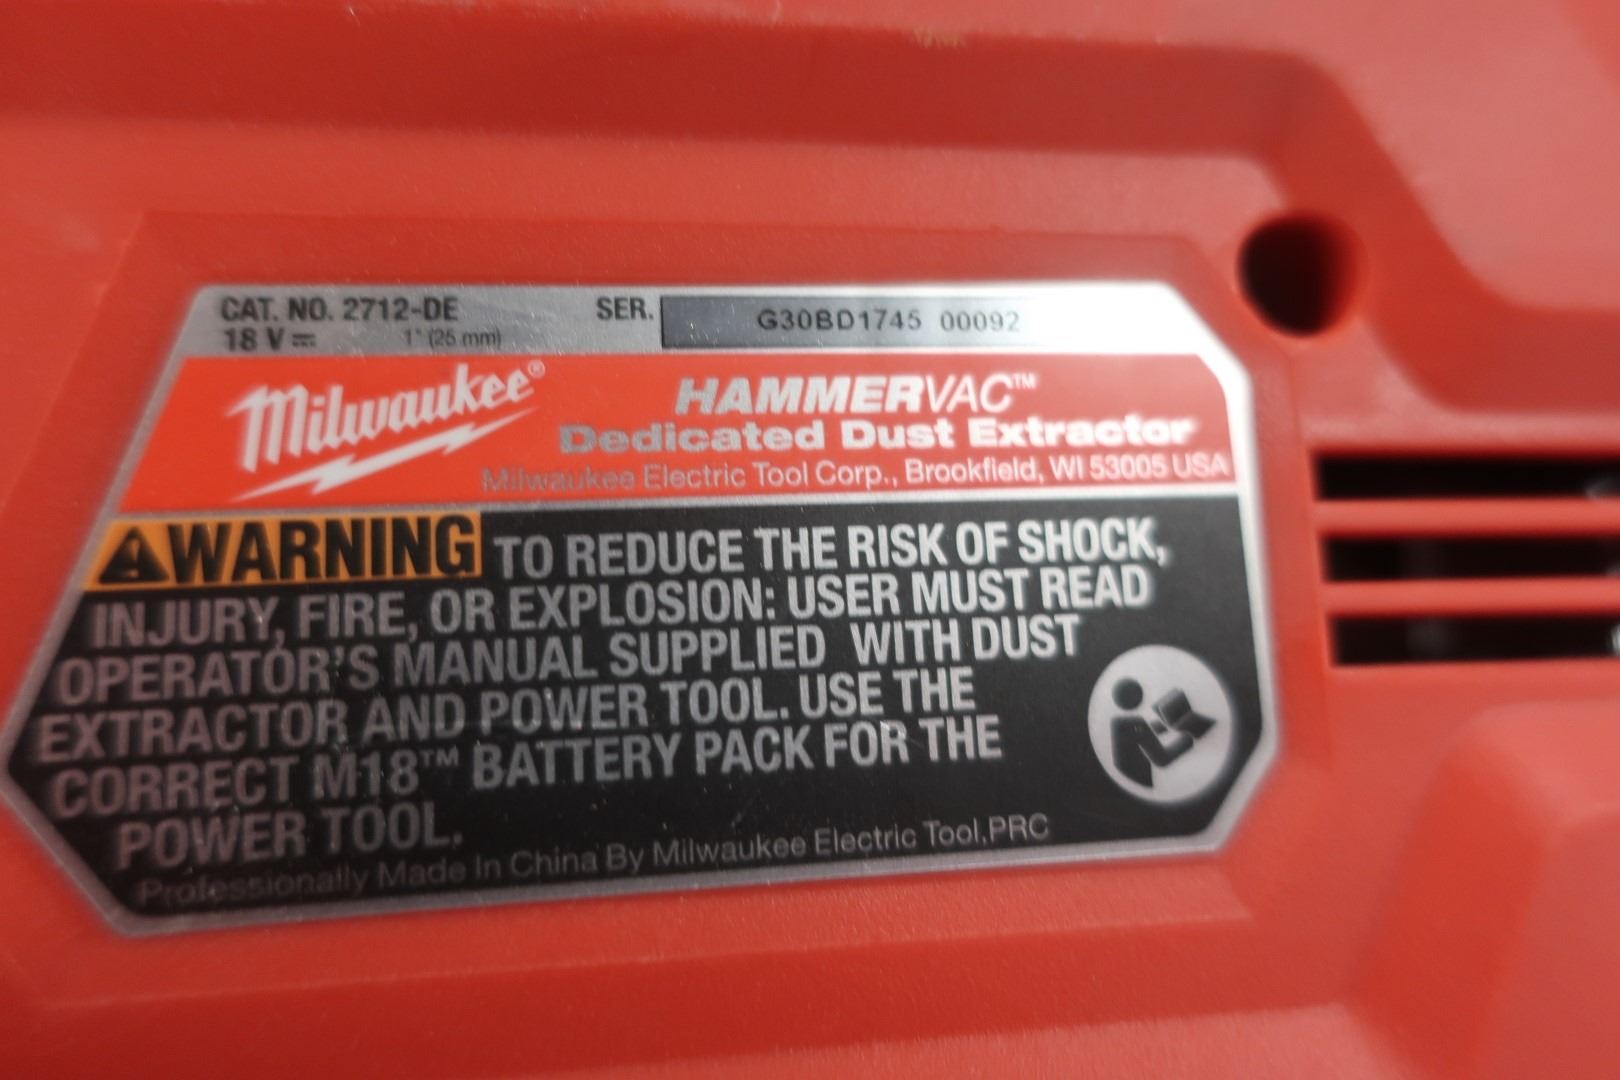 CAT. NO. 2712-DE SER. G30BD1745 00092
18 V⎓ 1" (25 mm)
Milwaukee® HAMMERVAC™
Dedicated Dust Extractor
Milwaukee Electric Tool Corp., Brookfield, WI 53005 USA
WARNING TO REDUCE THE RISK OF SHOCK,
INJURY, FIRE, OR EXPLOSION: USER MUST READ
OPERATOR'S MANUAL SUPPLIED WITH DUST
EXTRACTOR AND POWER TOOL. USE THE
CORRECT M18™ BATTERY PACK FOR THE
POWER TOOL.
Professionally Made In China By Milwaukee Electric Tool,PRC